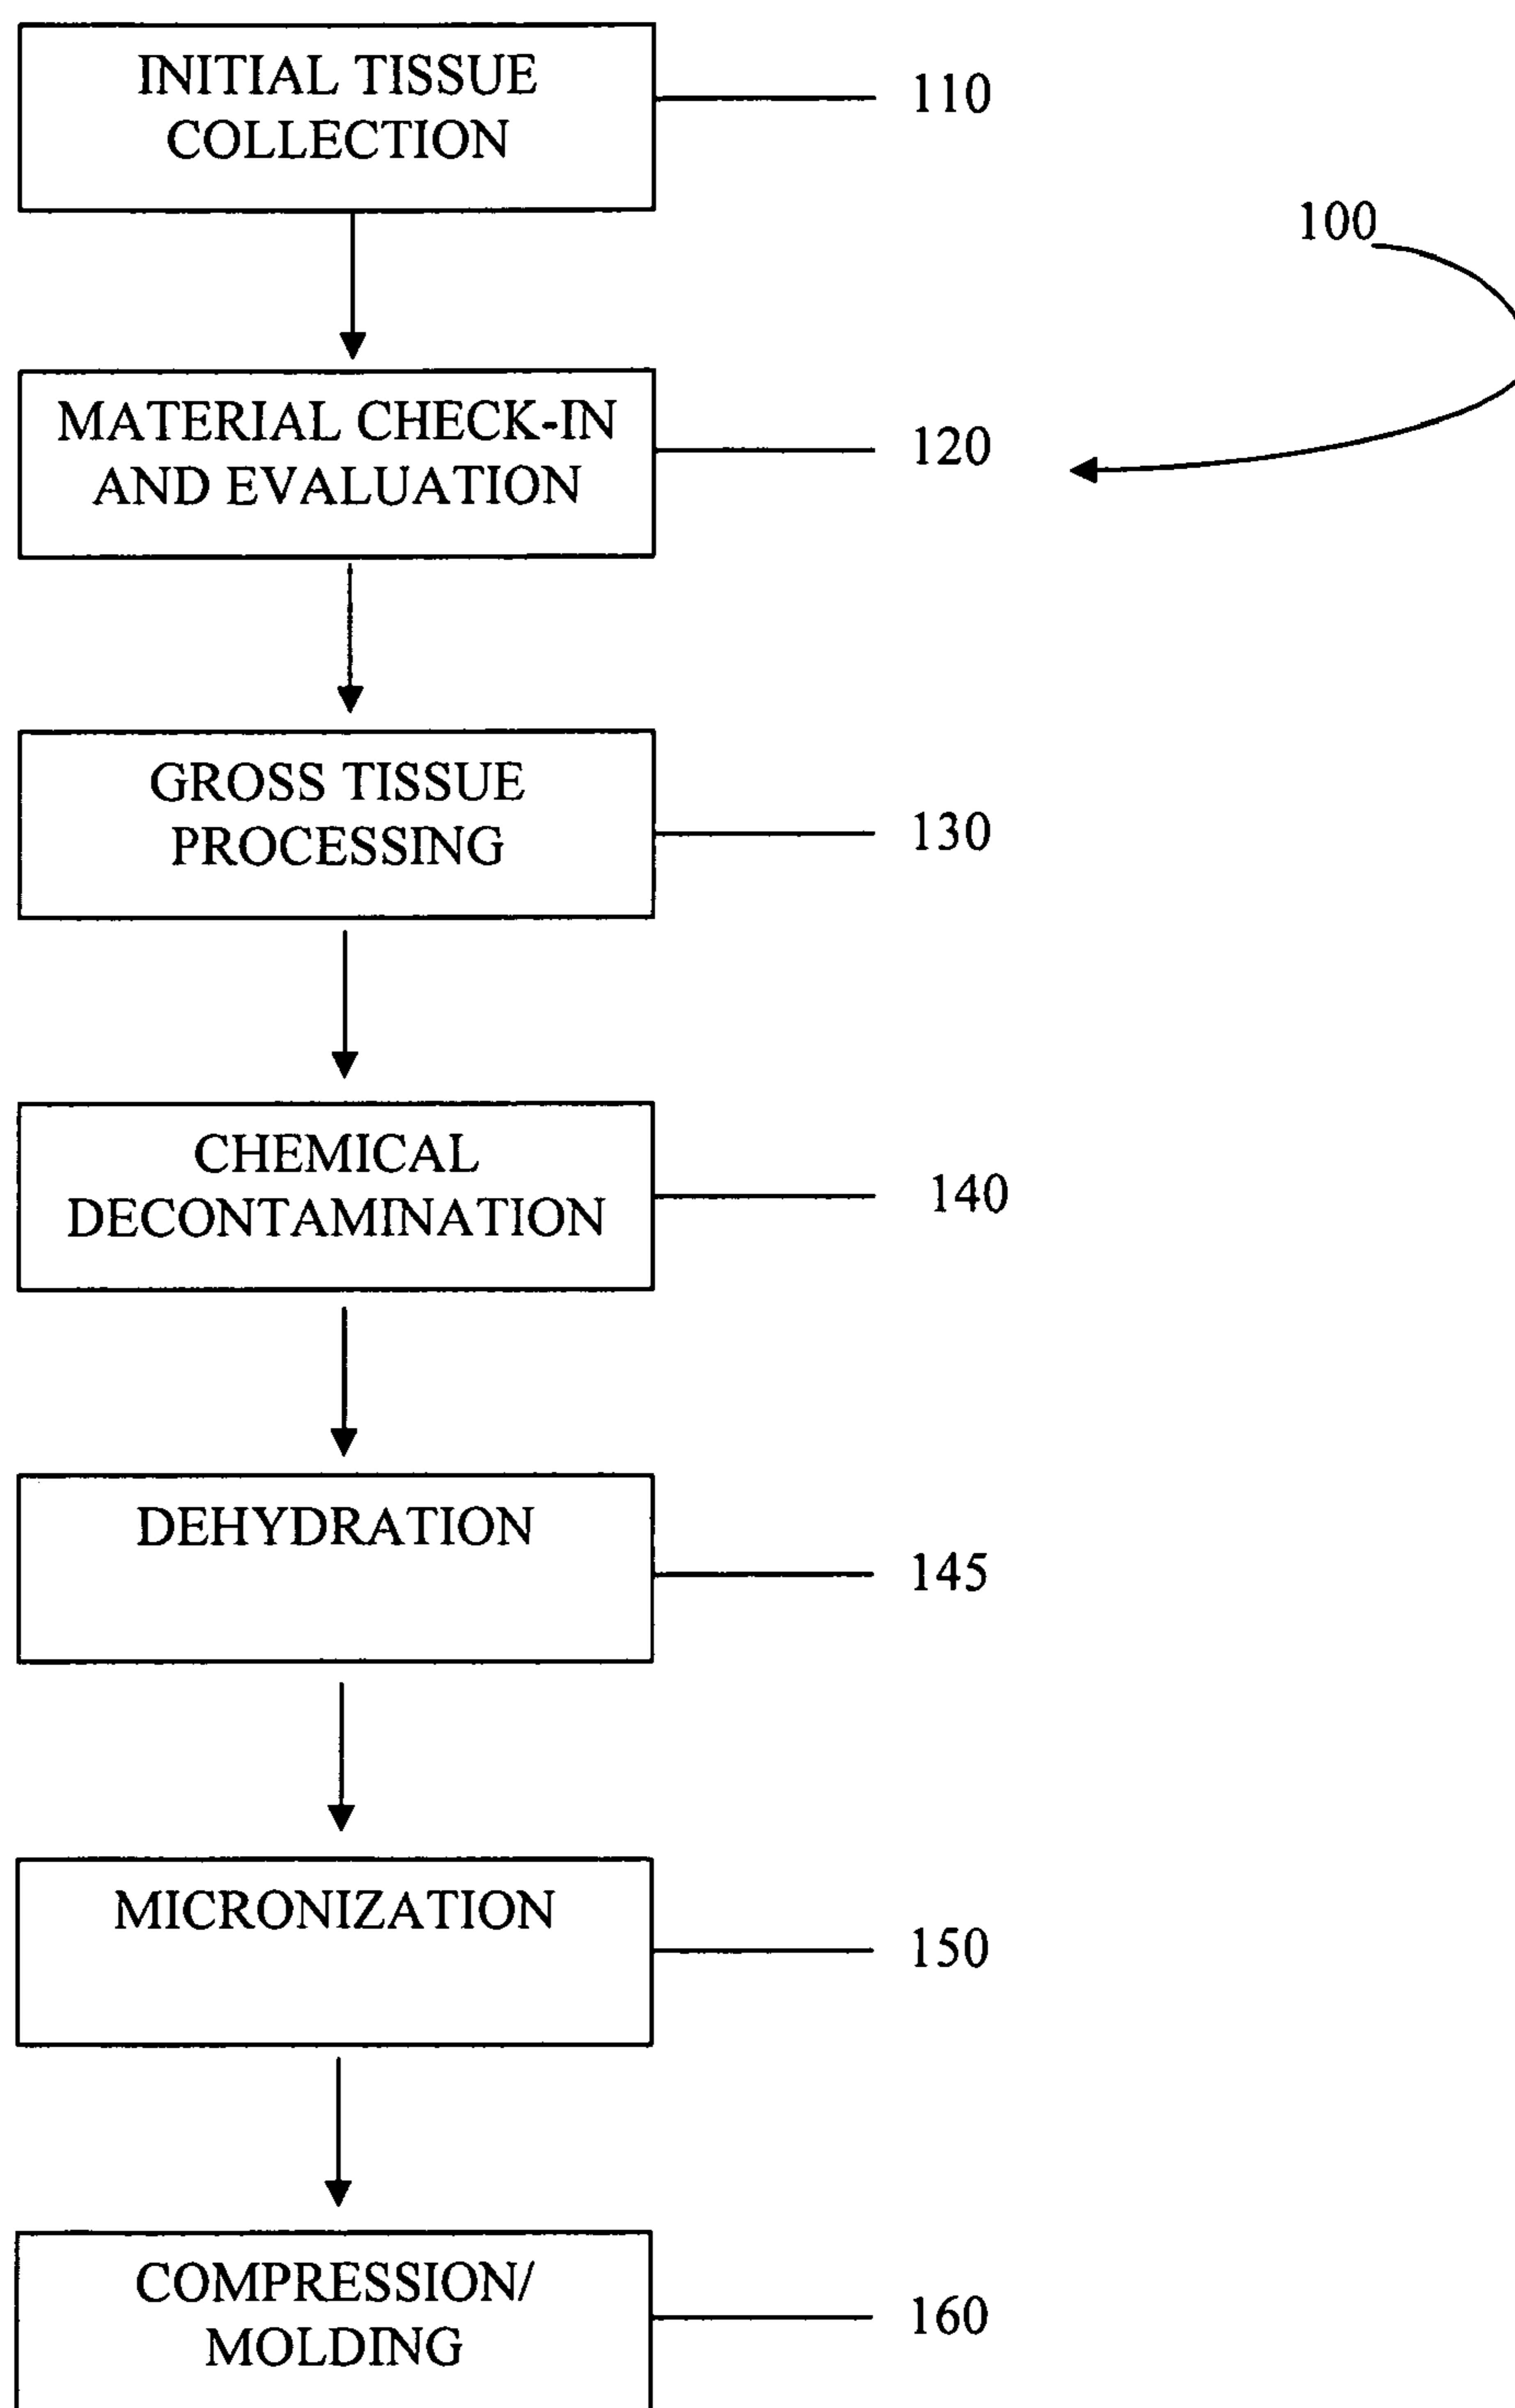 INITIAL TISSUE
COLLECTION
110
100
MATERIAL CHECK-IN
AND EVALUATION
120
GROSS TISSUE
PROCESSING
130
CHEMICAL
DECONTAMINATION
140
DEHYDRATION
145
MICRONIZATION
150
COMPRESSION/
MOLDING
160